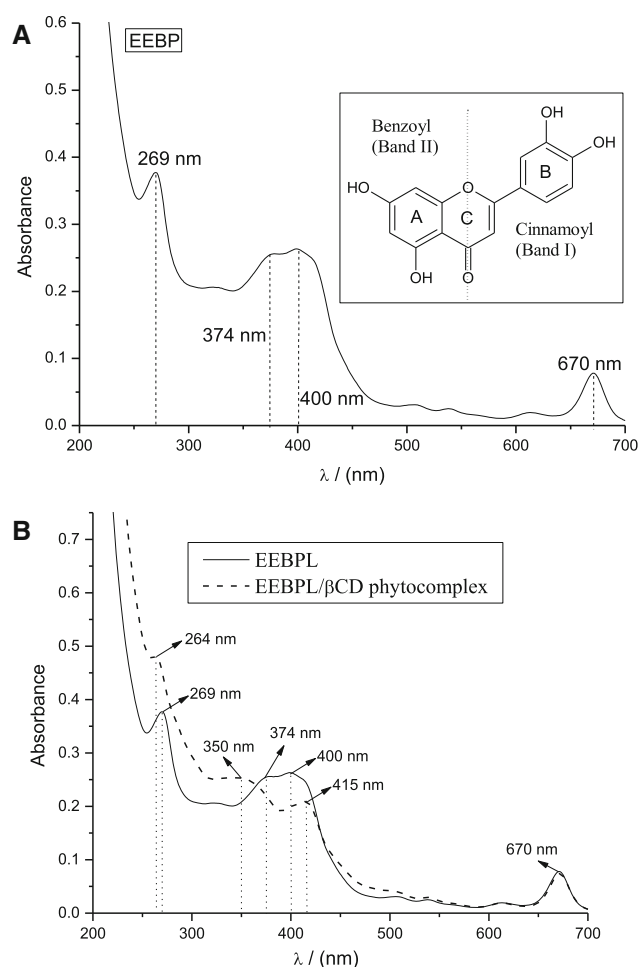 A
EEBP
0.6
0.5
0.4
0.3
0.2
0.1
0.0
Absorbance
269 nm
374 nm
400 nm
670 nm
Benzoyl
(Band II)
Cinnamoyl
(Band I)
OH
OH
HO
O
A
C
B
OH
O
200
300
400
500
600
700
λ / (nm)
B
EEBPL
EEBPL/βCD phytocomplex
0.7
0.6
0.5
0.4
0.3
0.2
0.1
0.0
Absorbance
264 nm
269 nm
350 nm
374 nm
400 nm
415 nm
670 nm
200
300
400
500
600
700
λ / (nm)